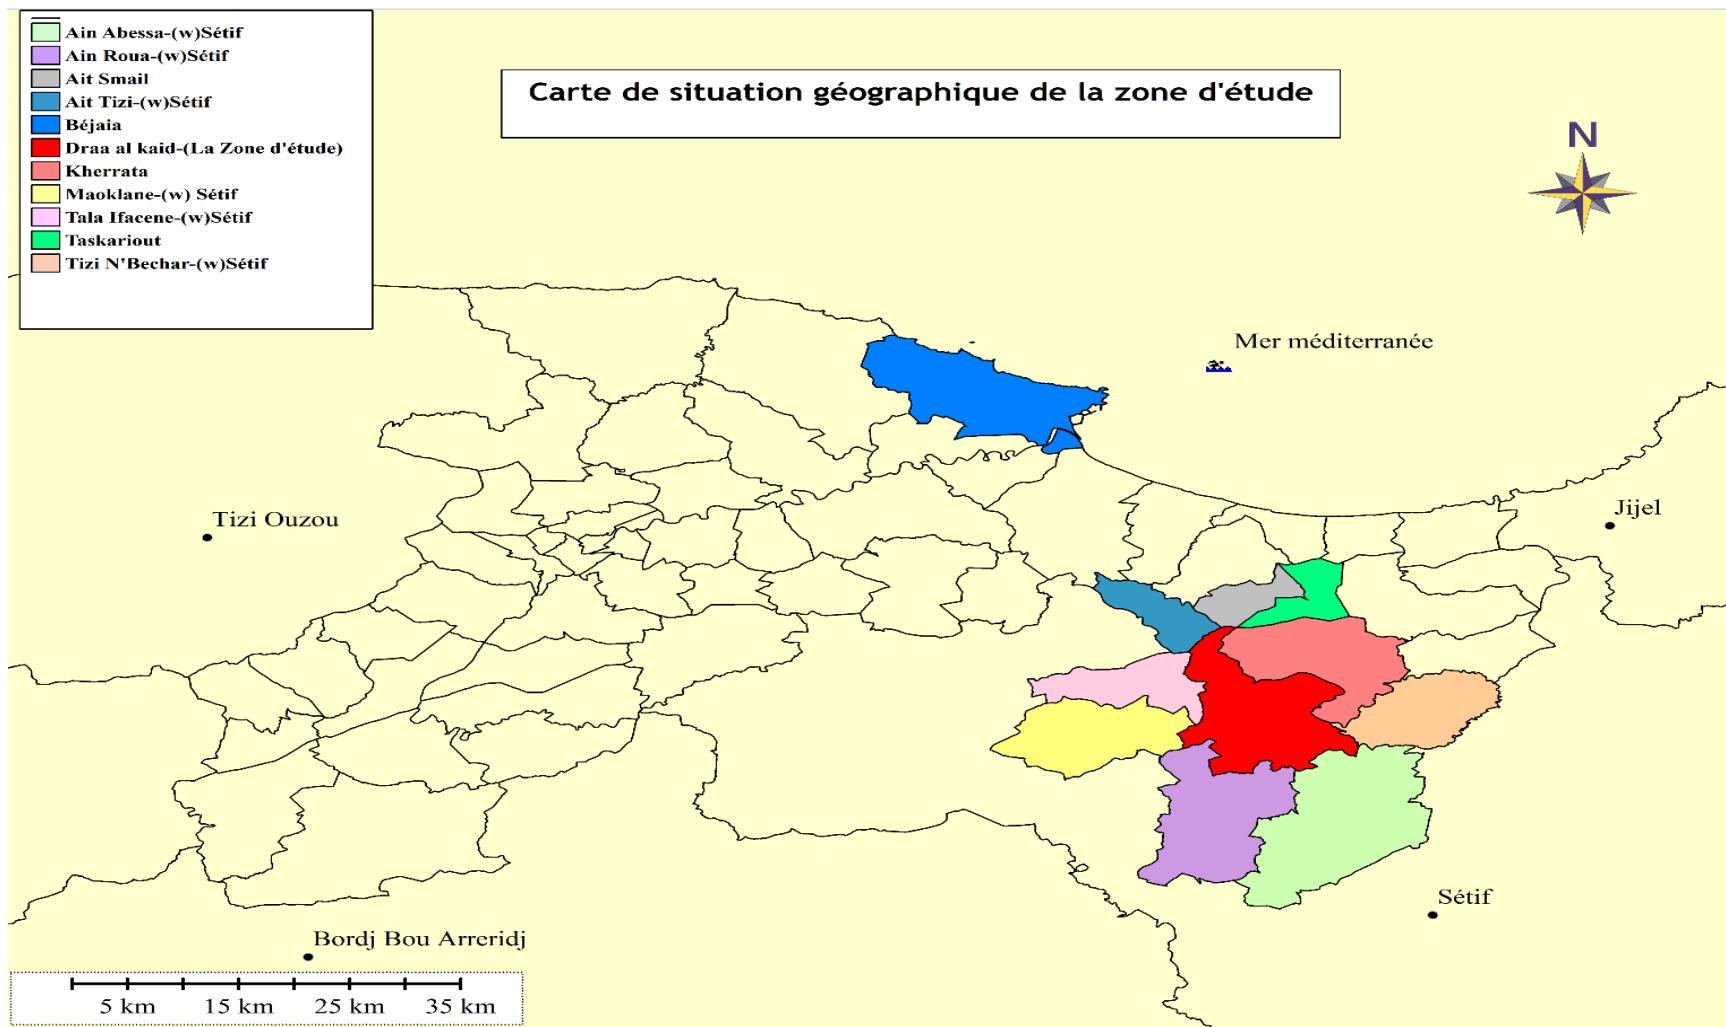 Ain Abessa-(w)Sétif
Ain Roua-(w)Sétif
Ait Smail
Ait Tizi-(w)Sétif
Béjaia
Draa al kaid-(La Zone d'étude)
Kherrata
Maoklane-(w) Sétif
Tala Ifacene-(w)Sétif
Taskariout
Tizi N'Bechar-(w)Sétif
Carte de situation géographique de la zone d'étude
N
Mer méditerranée
Tizi Ouzou
Jijel
Sétif
Bordj Bou Arreridj
5 km 15 km 25 km 35 km